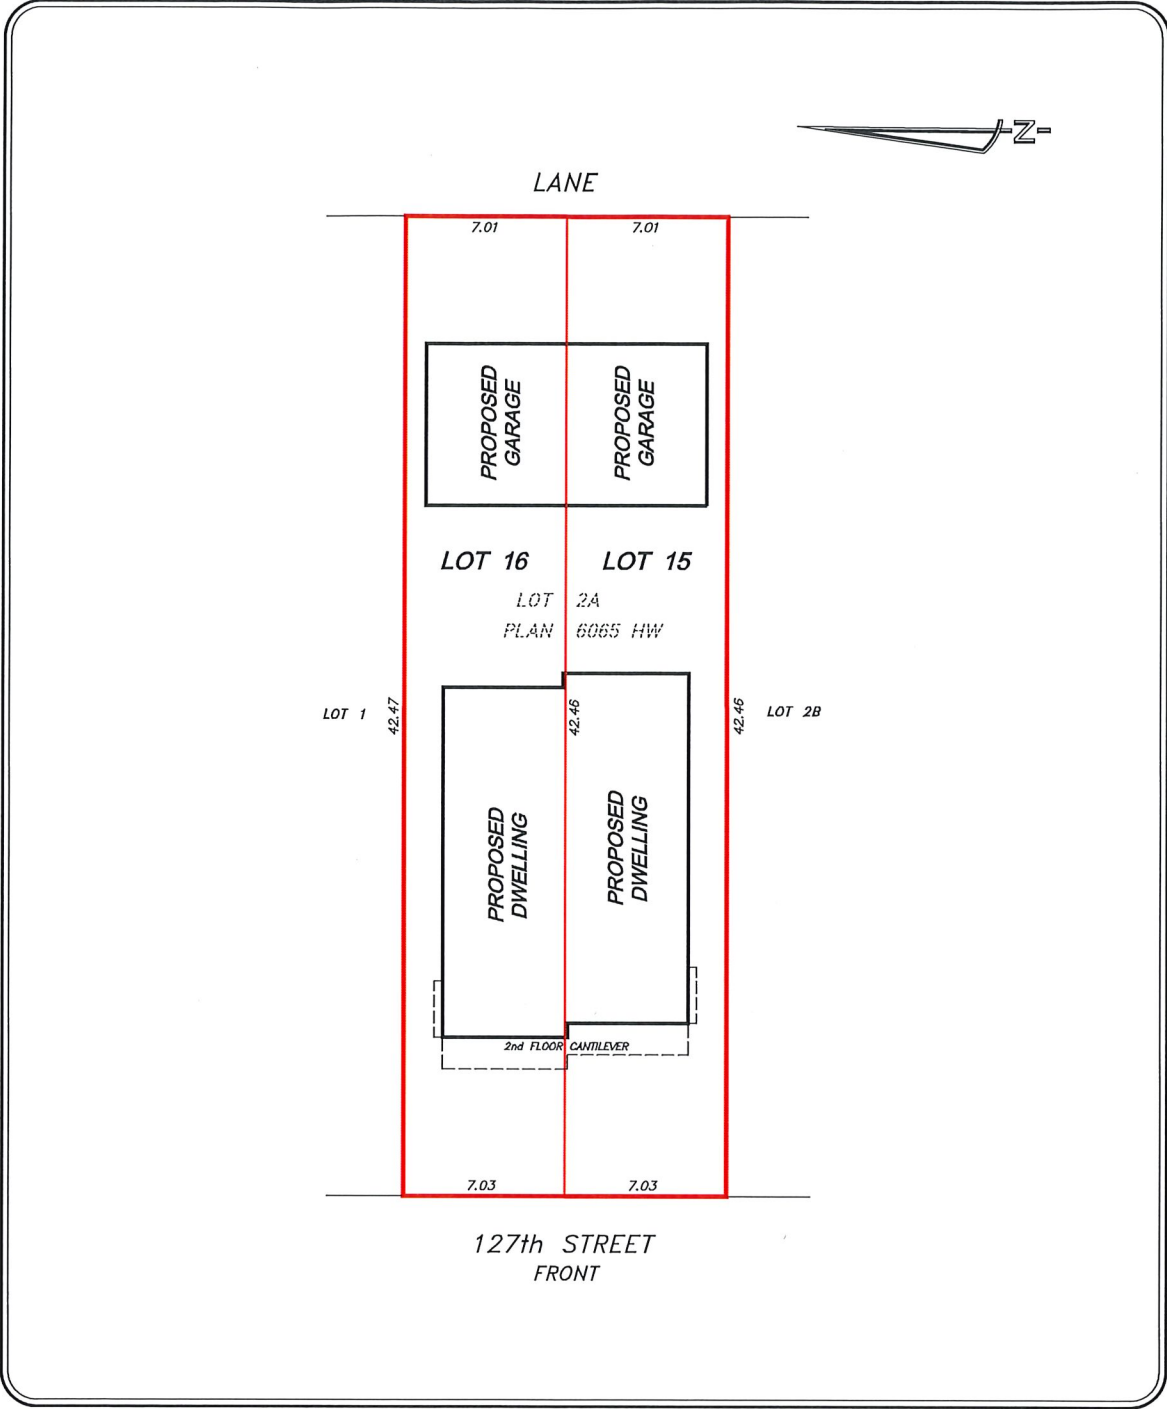 -Z-
LANE
7.01 7.01
PROPOSED
GARAGE
PROPOSED
GARAGE
LOT 16 LOT 15
LOT 2A
PLAN 6065 HW
LOT 1 42.47 42.46 42.46 LOT 2B
PROPOSED
DWELLING
PROPOSED
DWELLING
2nd FLOOR CANTILEVER
7.03 7.03
127th STREET
FRONT